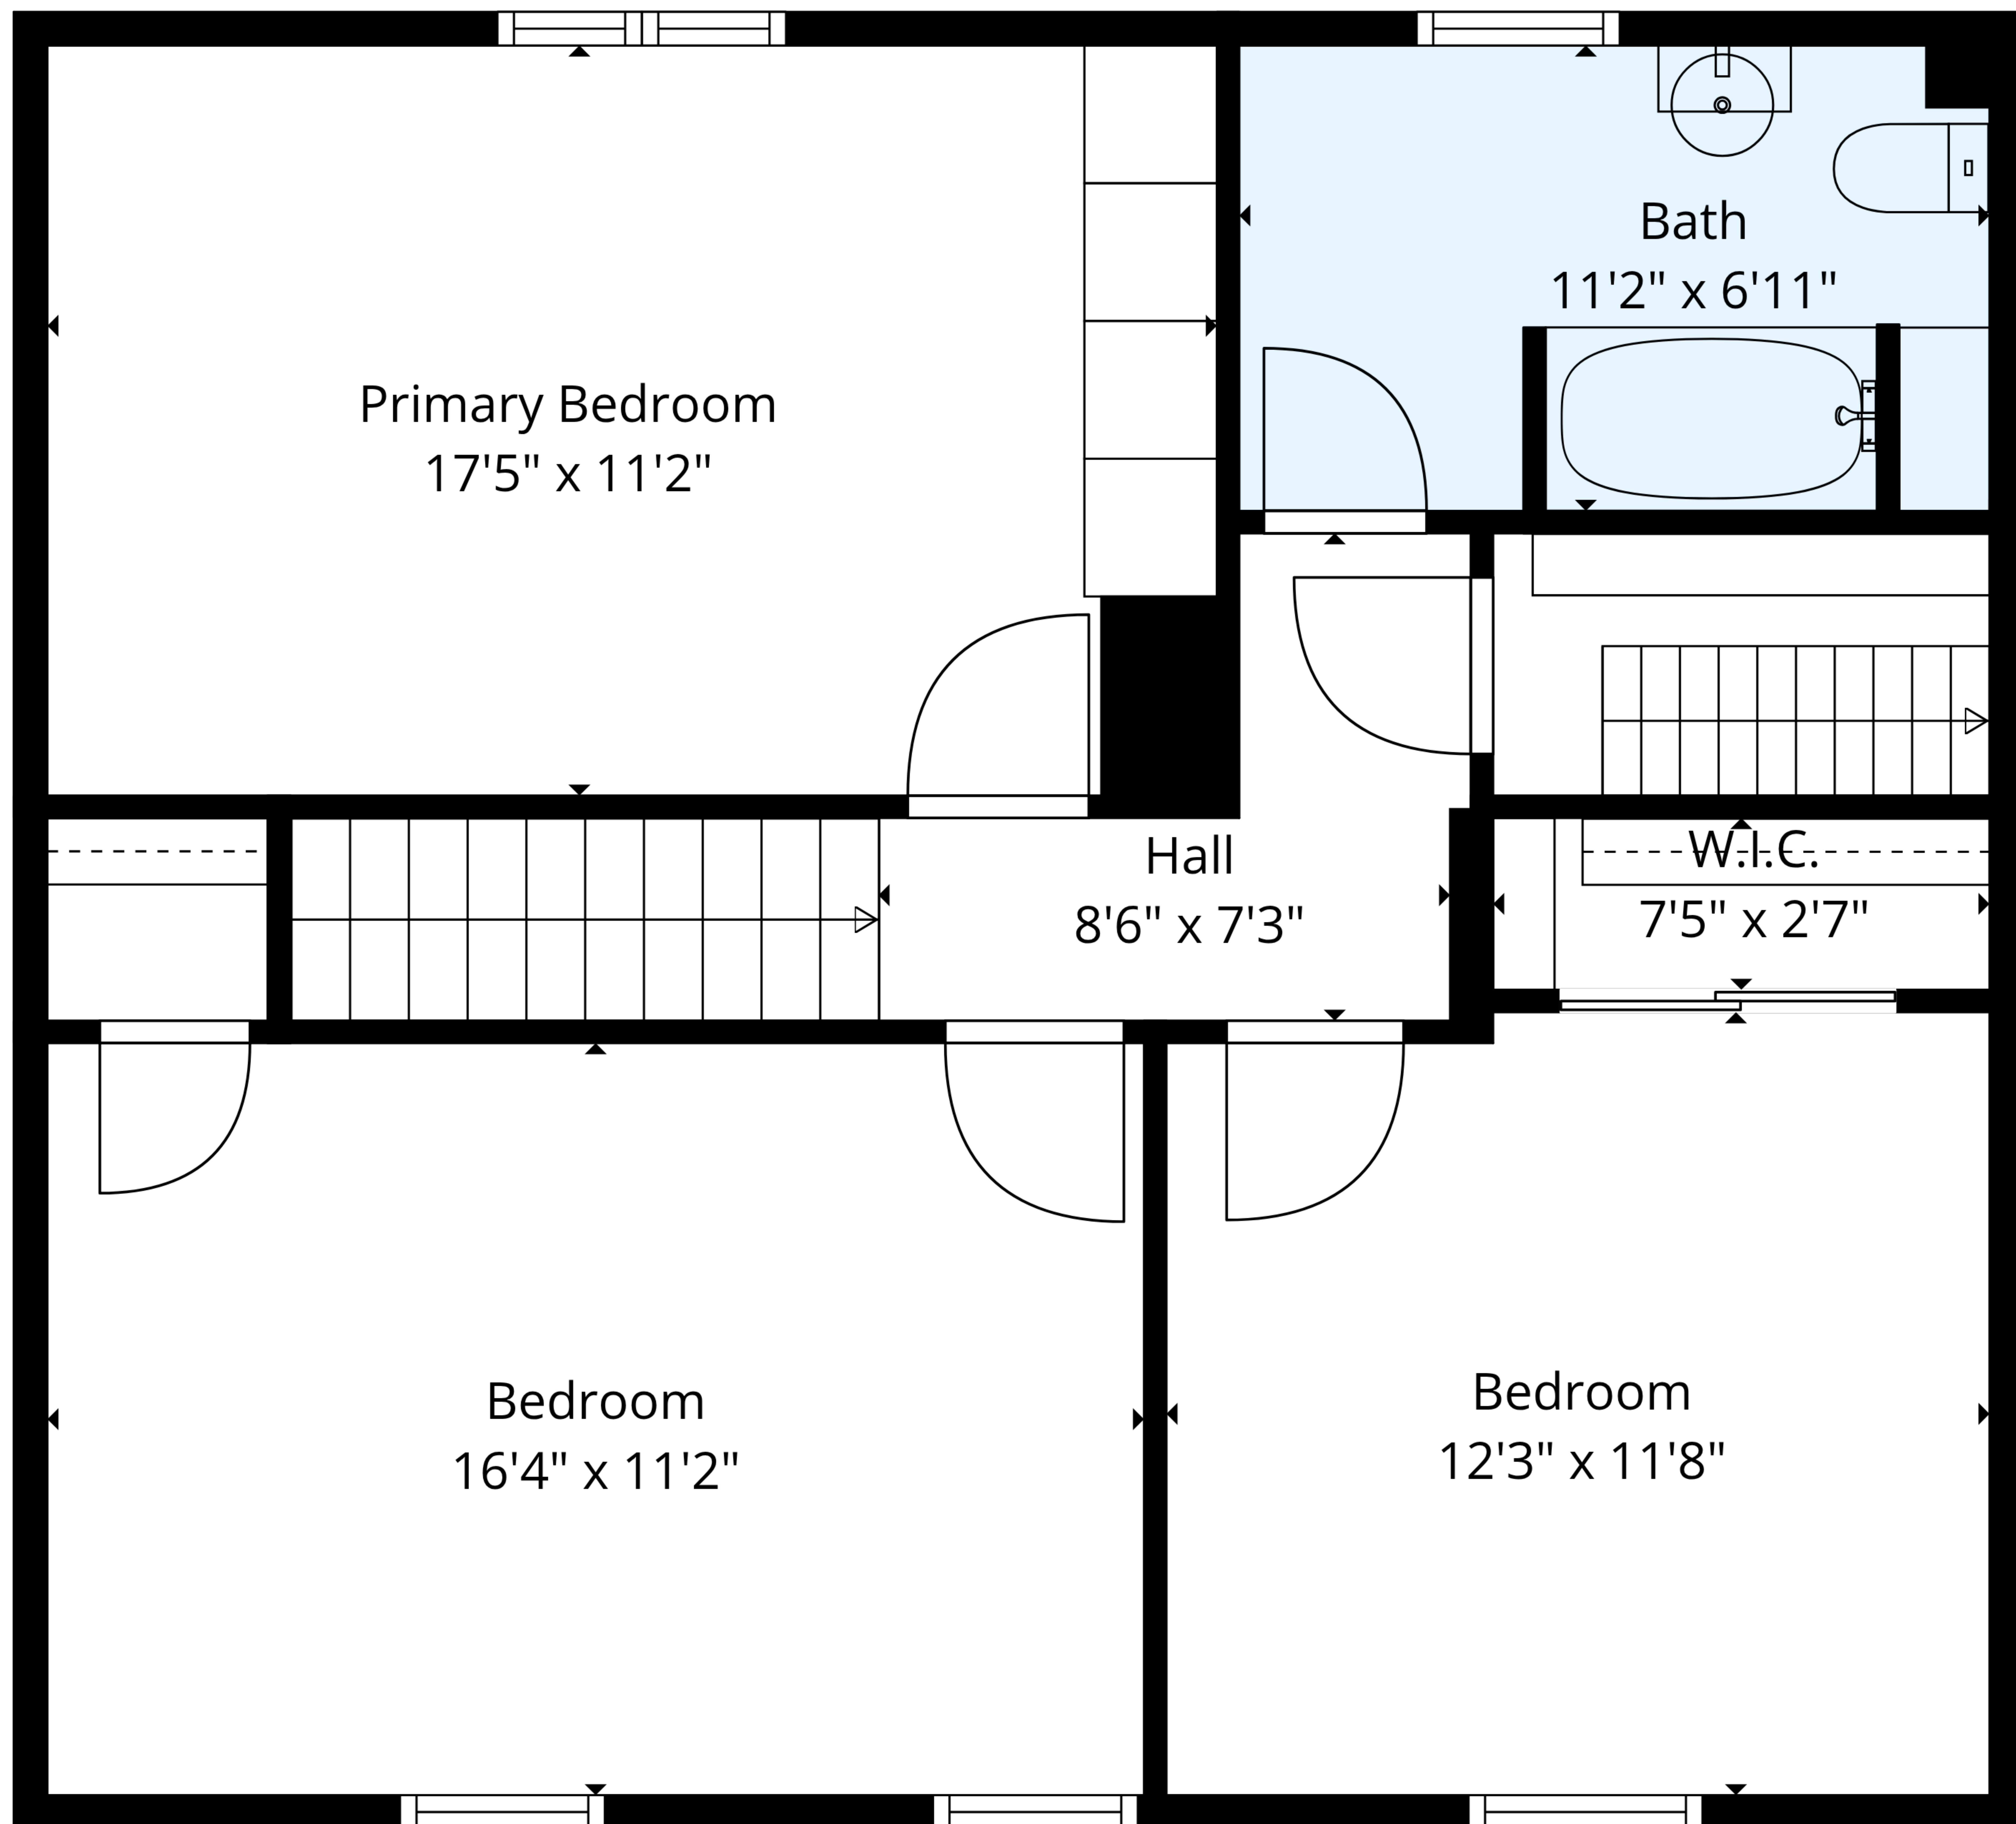 Bath
11'2" x 6'11"
Primary Bedroom
17'5" x 11'2"
Hall
8'6" x 7'3"
W.I.C.
7'5" x 2'7"
Bedroom
16'4" x 11'2"
Bedroom
12'3" x 11'8"